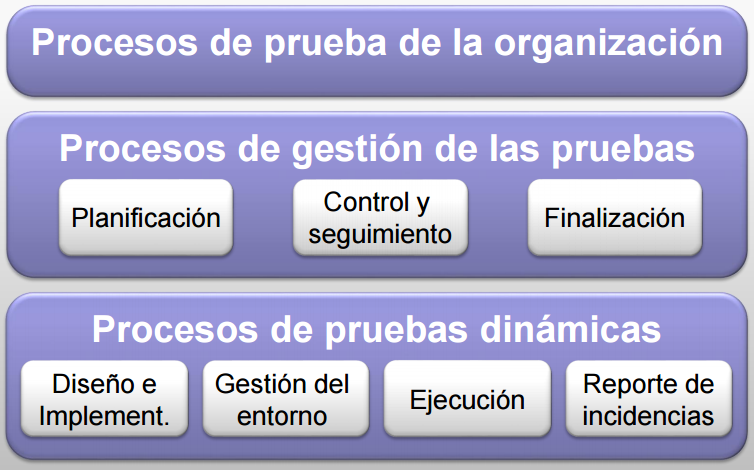 Procesos de prueba de la organización
Procesos de gestión de las pruebas
Planificación
Control y
seguimiento
Finalización
Procesos de pruebas dinámicas
Diseño e
Implement.
Gestión del
entorno
Ejecución
Reporte de
incidencias